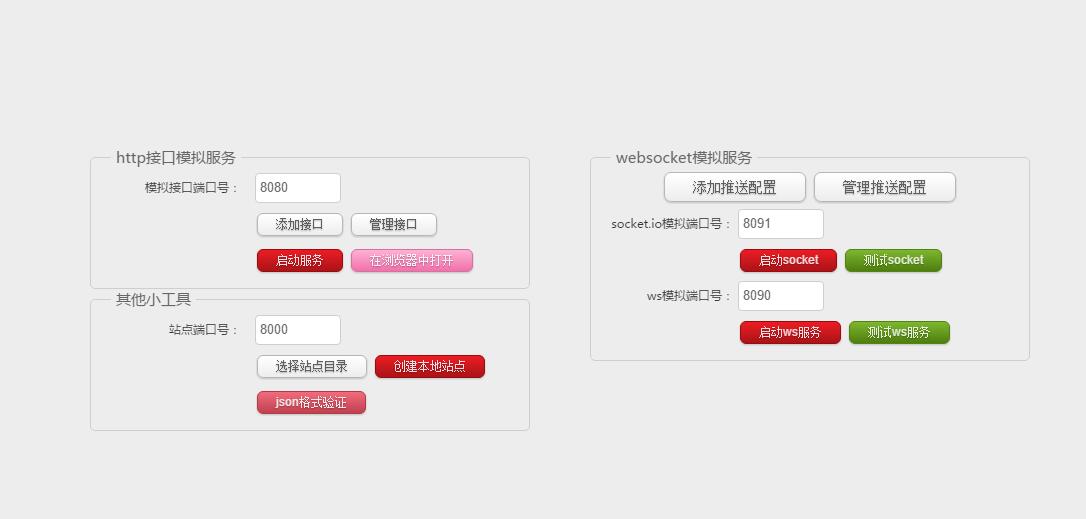 http接口模拟服务
模拟接口端口号： 8080
添加接口 管理接口
启动服务 在浏览器中打开
其他小工具
站点端口号： 8000
选择站点目录 创建本地站点
json格式验证
websocket模拟服务
添加推送配置 管理推送配置
socket.io模拟端口号： 8091
启动socket 测试socket
ws模拟端口号： 8090
启动ws服务 测试ws服务